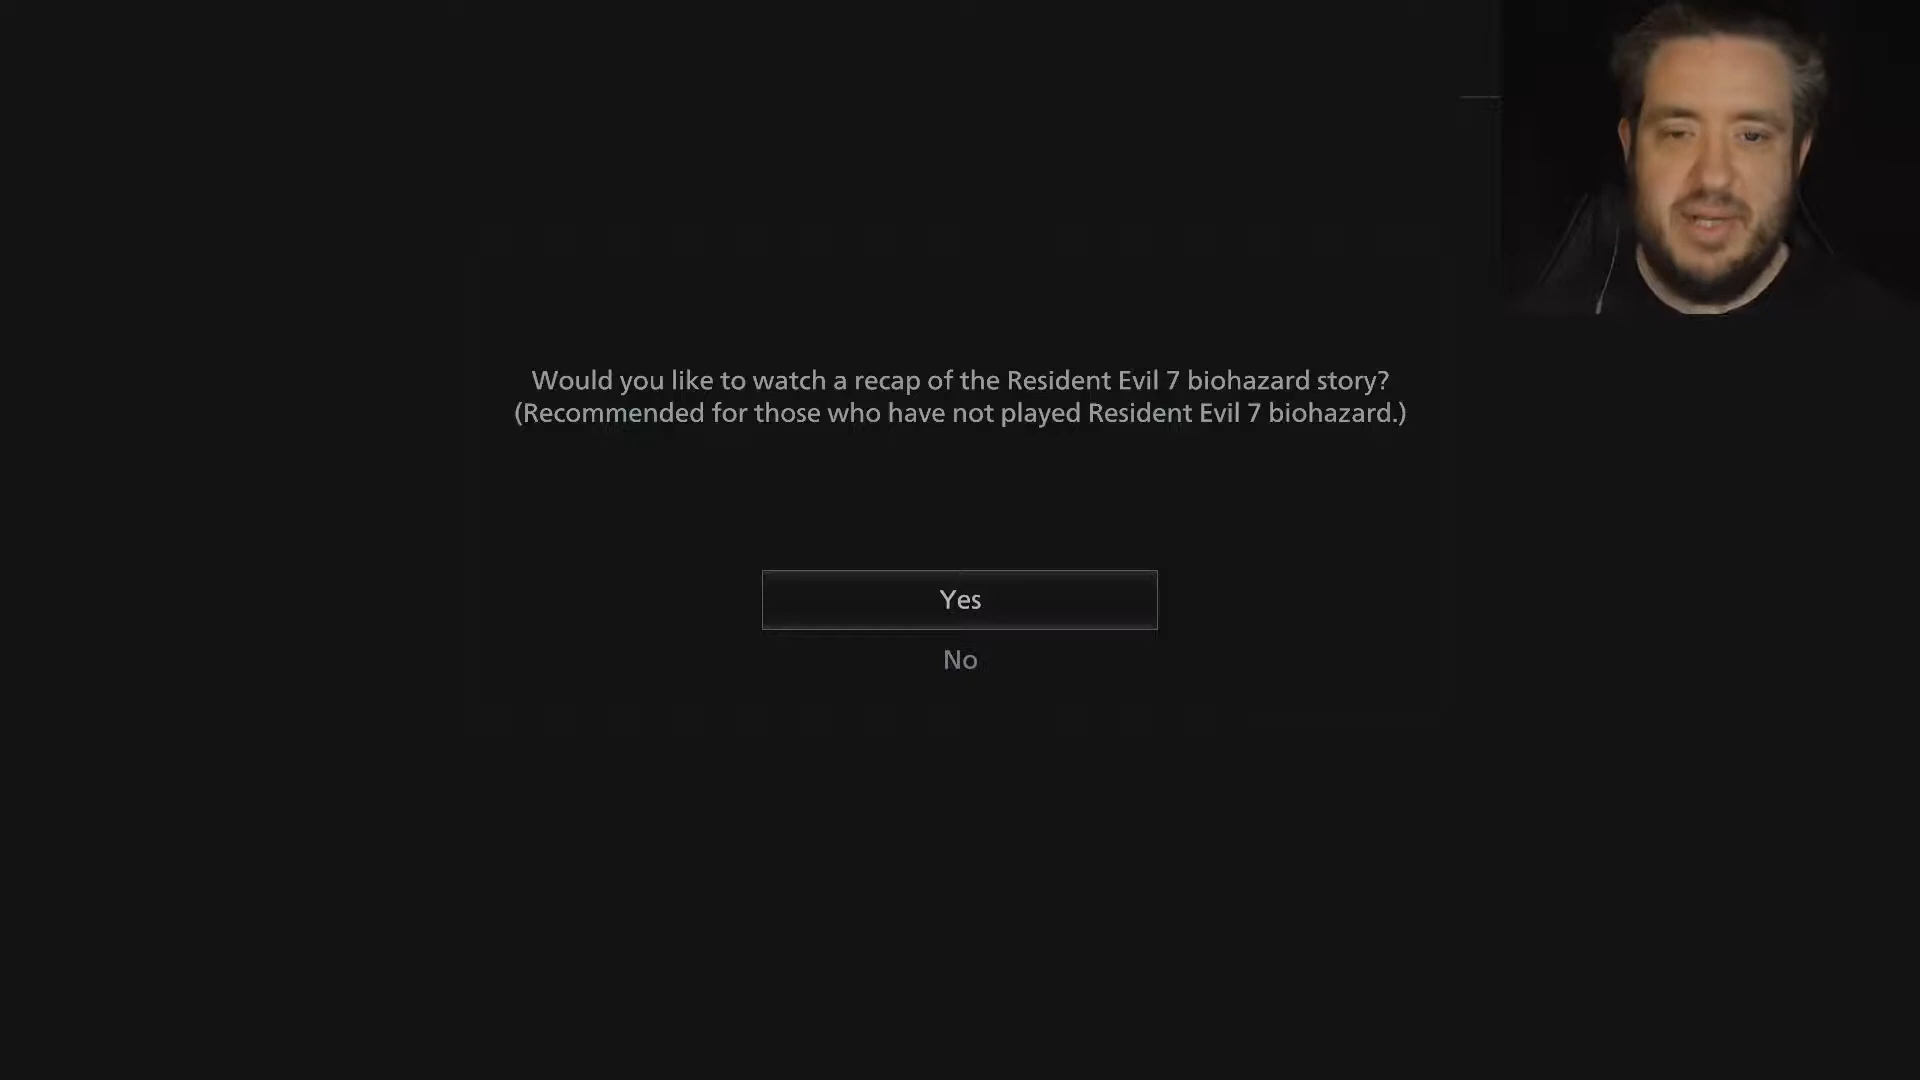 Would you like to watch a recap of the Resident Evil 7 biohazard story?
(Recommended for those who have not played Resident Evil 7 biohazard.)
Yes
No